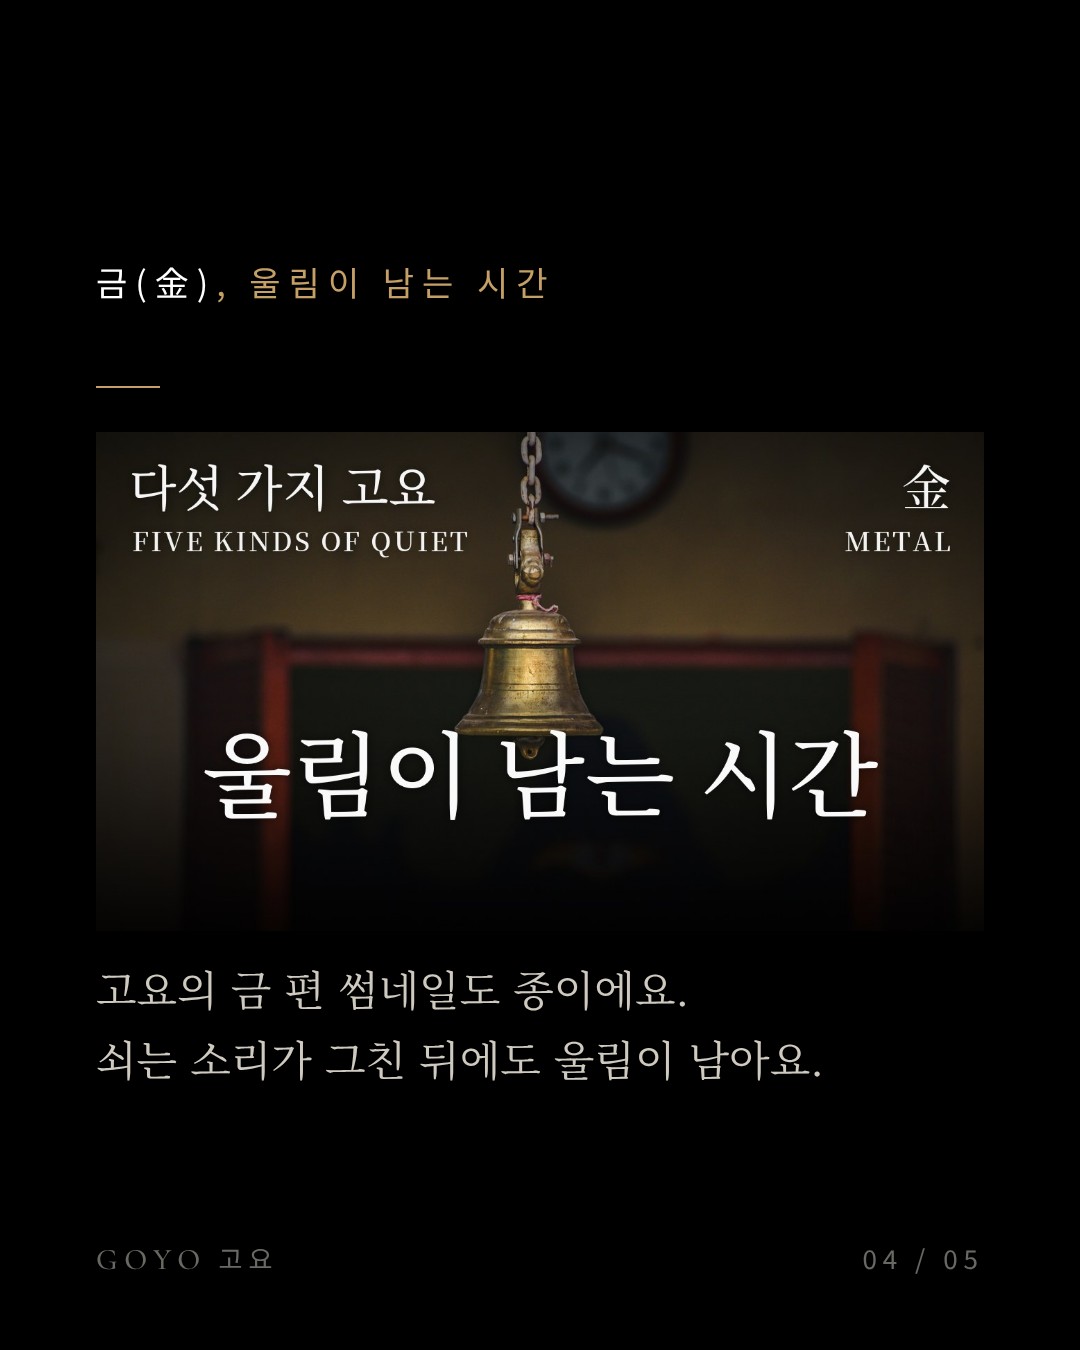 금(金), 울림이 남는 시간
다섯 가지 고요
FIVE KINDS OF QUIET
金
METAL
울림이 남는 시간
고요의 금 편 썸네일도 종이에요.
쇠는 소리가 그친 뒤에도 울림이 남아요.
GOYO 고요
04 / 05